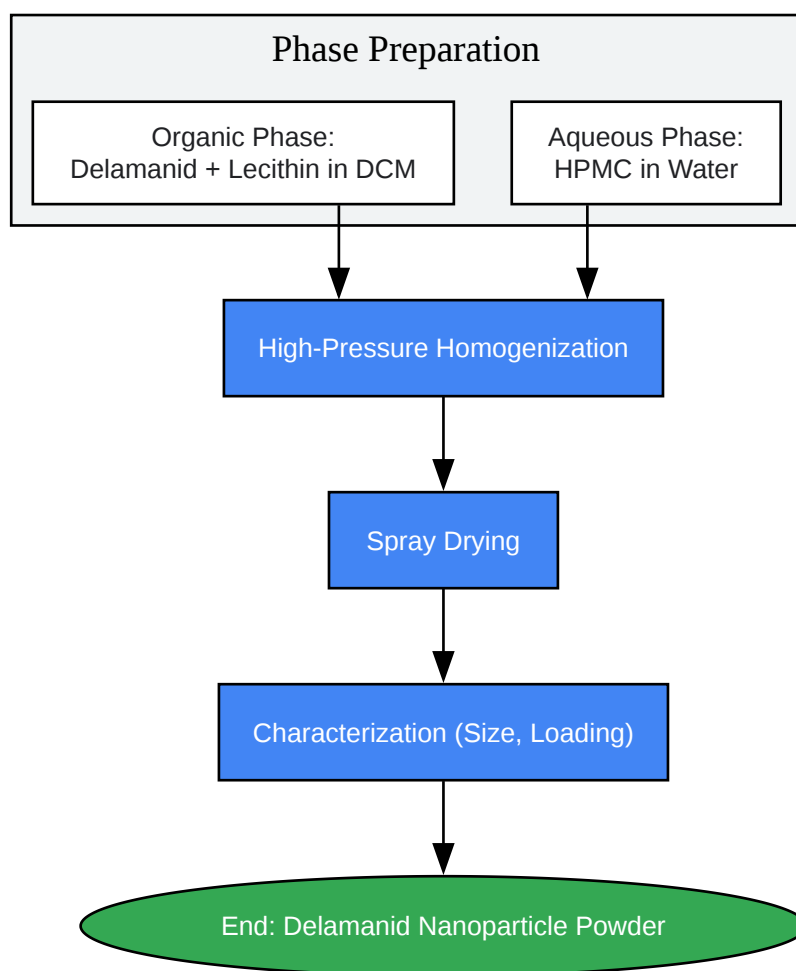 Phase Preparation
Organic Phase:
Delamanid + Lecithin in DCM
Aqueous Phase:
HPMC in Water
High-Pressure Homogenization
Spray Drying
Characterization (Size, Loading)
End: Delamanid Nanoparticle Powder